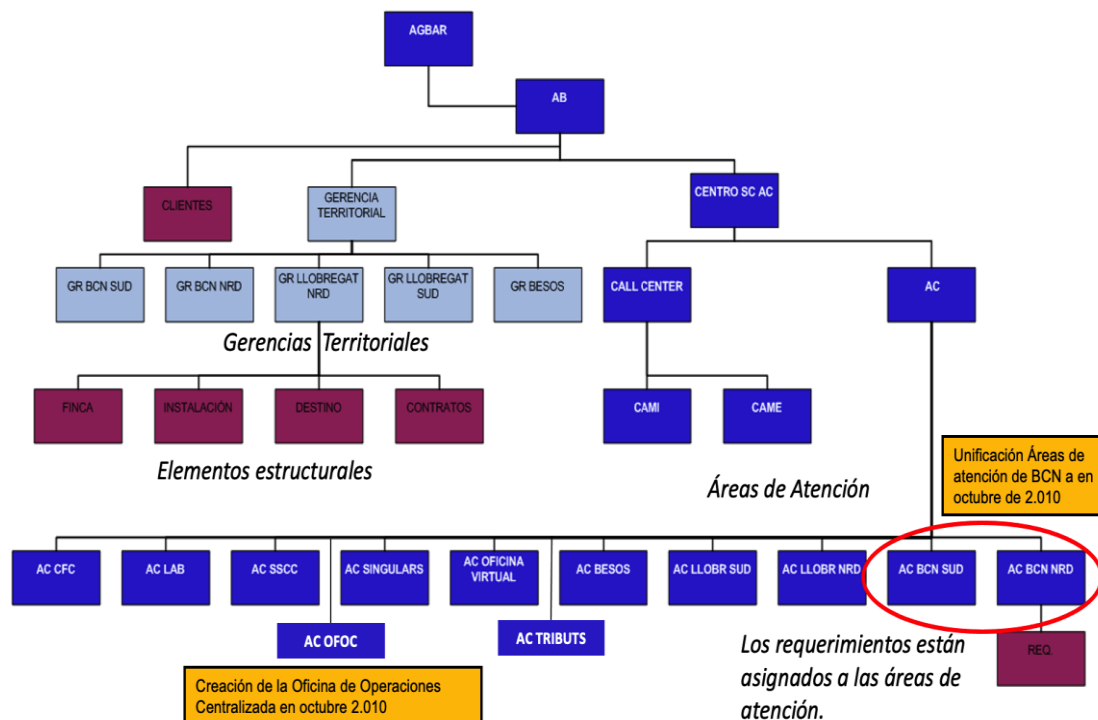 AGBAR
AB
CLIENTES
GERENCIA
TERRITORIAL
CENTRO SC AC
GR BCN SUD
GR BCN NRD
GR LLOBREGAT
NRD
GR LLOBREGAT
SUD
GR BESOS
CALL CENTER
AC
Gerencias Territoriales
FINCA
INSTALACIÓN
DESTINO
CONTRATOS
CAMI
CAME
Elementos estructurales
Áreas de Atención
Unificación Áreas de
atención de BCN a en
octubre de 2.010
AC CFC
AC LAB
AC SSCC
AC SINGULARS
AC OFICINA
VIRTUAL
AC BESOS
AC LLOBR SUD
AC LLOBR NRD
AC BCN SUD
AC BCN NRD
AC OFOC
AC TRIBUTS
Los requerimientos están
asignados a las áreas de
atención.
REQ.
Creación de la Oficina de Operaciones
Centralizada en octubre 2.010